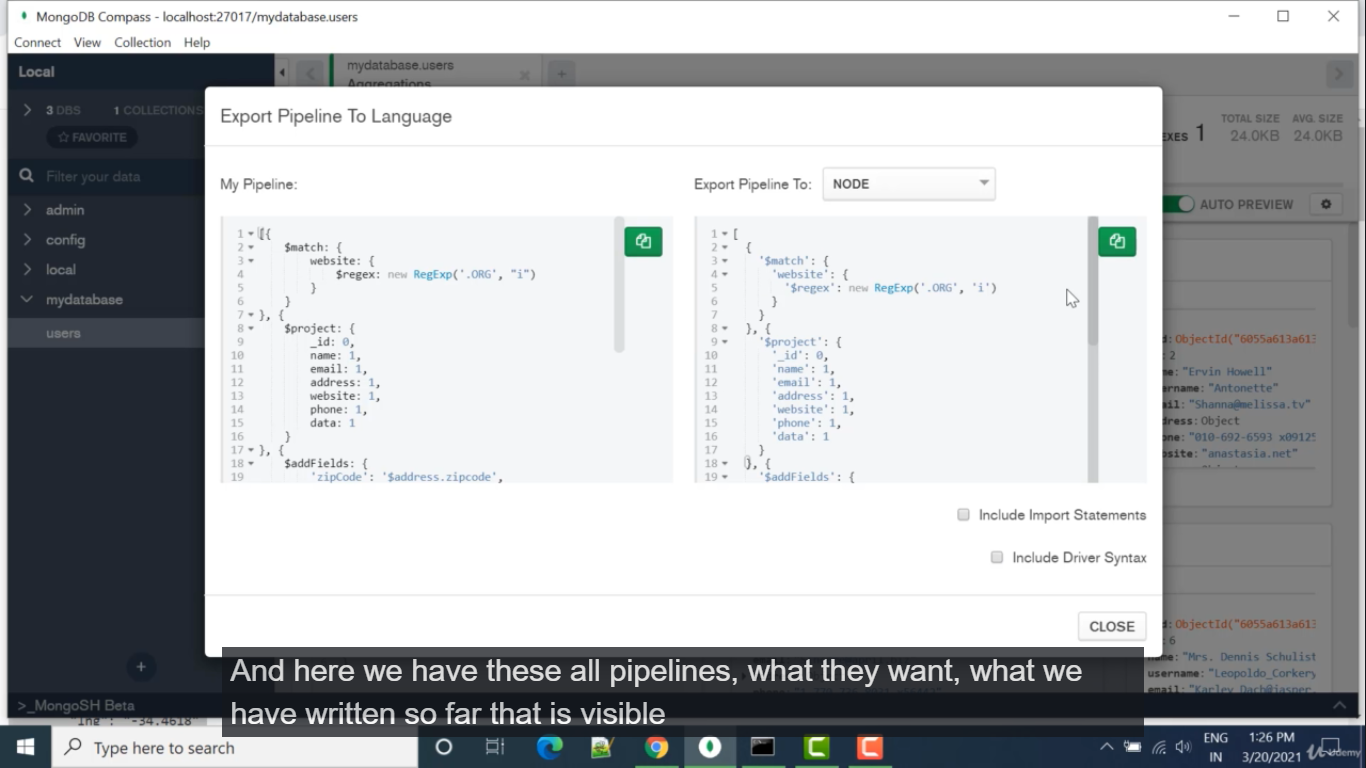 MongoDB Compass - localhost:27017/mydatabase.users
Connect View Collection Help
Local
mydatabase.users
Aggregations
3 DBS 1 COLLECTIONS
FAVORITE
Filter your data
admin
config
local
mydatabase
users
>_MongoSH Beta
1
TOTAL SIZE AVG. SIZE
24.0KB 24.0KB
AUTO PREVIEW
Export Pipeline To Language
My Pipeline:
1 [{
2 $match: {
3 website: {
4 $regex: new RegExp('.ORG', "i")
5 }
6 }
7 }, {
8 $project: {
9 _id: 0,
10 name: 1,
11 email: 1,
12 address: 1,
13 website: 1,
14 phone: 1,
15 data: 1
16 }
17 }, {
18 $addFields: {
19 'zipCode': '$address.zipcode',
Export Pipeline To: NODE
1 [
2 {
3 '$match': {
4 'website': {
5 '$regex': new RegExp('.ORG', 'i')
6 }
7 }
8 }, {
9 '$project': {
10 '_id': 0,
11 'name': 1,
12 'email': 1,
13 'address': 1,
14 'website': 1,
15 'phone': 1,
16 'data': 1
17 }
18 }, {
19 '$addFields': {
Include Import Statements
Include Driver Syntax
CLOSE
d: ObjectId("6055a613a613
: 2
me: "Ervin Howell"
ername: "Antonette"
ail: "Shanna@melissa.tv"
dress: Object
one: "010-692-6593 x09125
bsite: "anastasia.net"
d: ObjectId("6055a613a613
: 6
name: "Mrs. Dennis Schulist
username: "Leopoldo_Corkery
email: "Karley_Dach@jasper.
And here we have these all pipelines, what they want, what we
have written so far that is visible
"lng": "-34.4618"
Type here to search
ENG
IN
1:26 PM
3/20/2021
Udemy